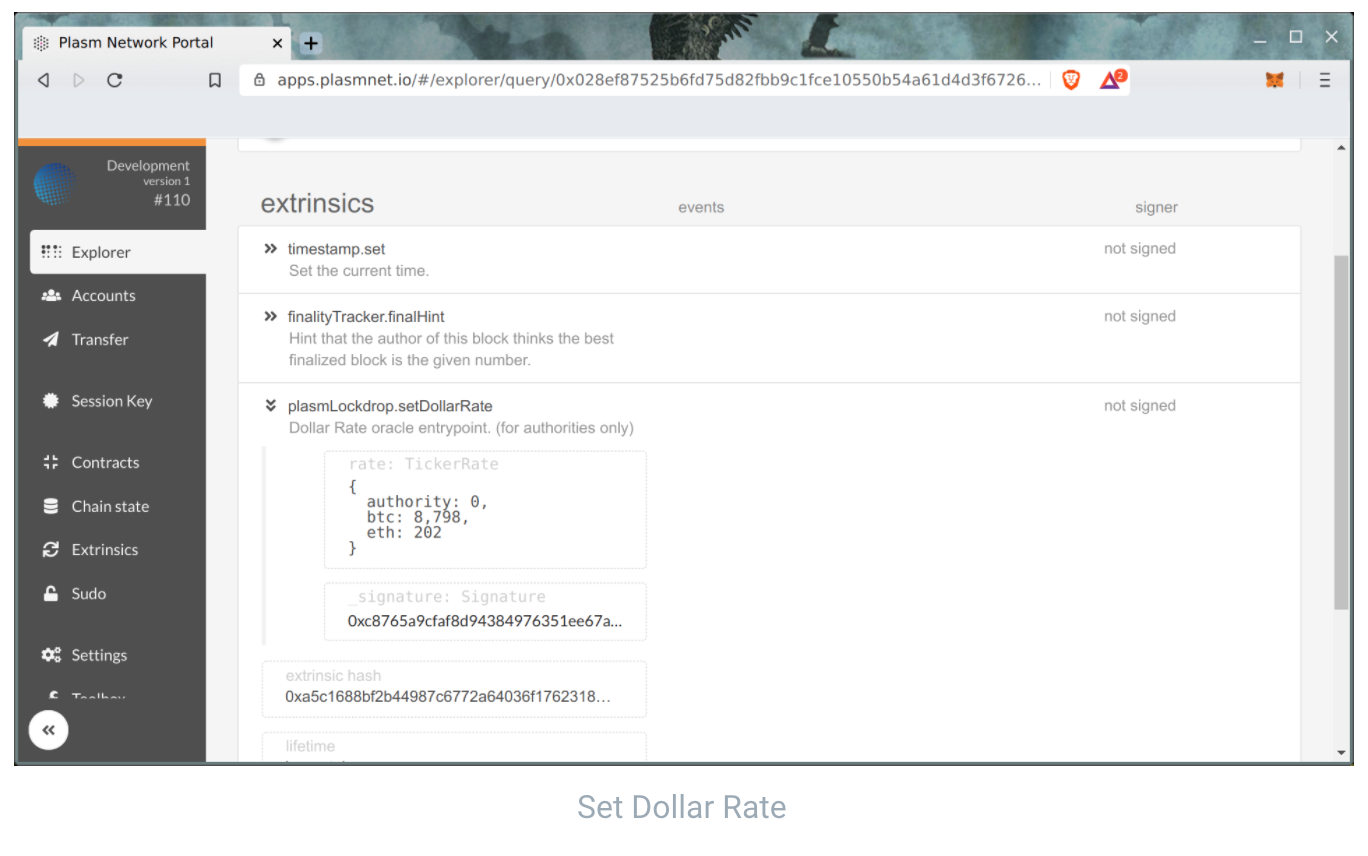 Plasm Network Portal
apps.plasmnet.io/#/explorer/query/0x028ef87525b6fd75d82fbb9c1fce10550b54a61d4d3f6726...
2
Development
version 1
#110
Explorer
Accounts
Transfer
Session Key
Contracts
Chain state
Extrinsics
Sudo
Settings
Toolbox
extrinsics events signer
timestamp.set not signed
Set the current time.
finalityTracker.finalHint not signed
Hint that the author of this block thinks the best
finalized block is the given number.
plasmLockdrop.setDollarRate not signed
Dollar Rate oracle entrypoint. (for authorities only)
rate: TickerRate
{
authority: 0,
btc: 8,798,
eth: 202
}
_signature: Signature
0xc8765a9cfaf8d94384976351ee67a...
extrinsic hash
0xa5c1688bf2b44987c6772a64036f1762318...
lifetime
Set Dollar Rate